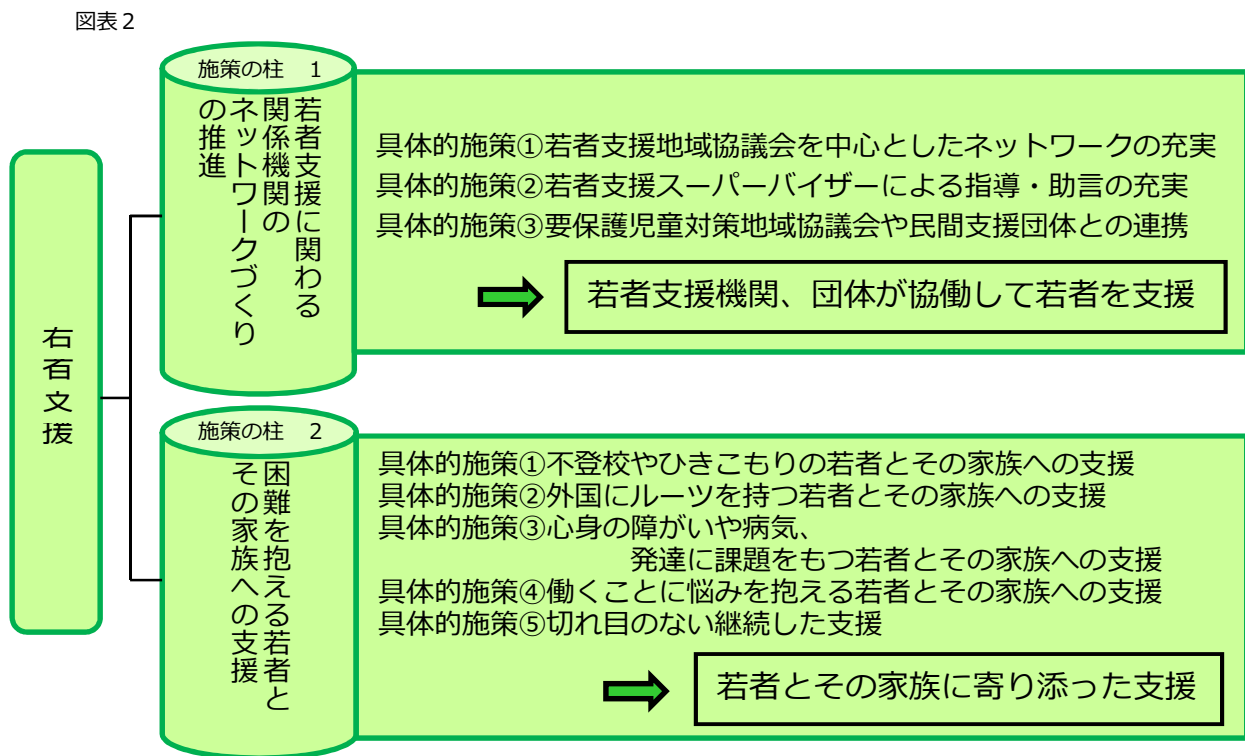 図表2
若者支援
施策の柱 1
若者支援に関わる
関係機関の
ネットワークづくり
の推進
具体的施策①若者支援地域協議会を中心としたネットワークの充実
具体的施策②若者支援スーパーバイザーによる指導・助言の充実
具体的施策③要保護児童対策地域協議会や民間支援団体との連携
若者支援機関、団体が協働して若者を支援
施策の柱 2
困難を抱える若者と
その家族への支援
具体的施策①不登校やひきこもりの若者とその家族への支援
具体的施策②外国にルーツを持つ若者とその家族への支援
具体的施策③心身の障がいや病気、
発達に課題をもつ若者とその家族への支援
具体的施策④働くことに悩みを抱える若者とその家族への支援
具体的施策⑤切れ目のない継続した支援
若者とその家族に寄り添った支援